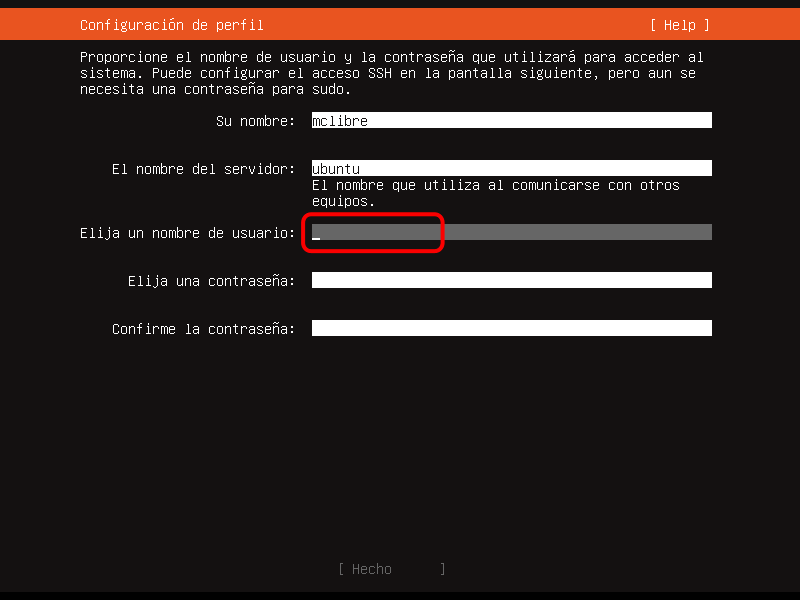 Configuración de perfil [ Help ]
Proporcione el nombre de usuario y la contraseña que utilizará para acceder al
sistema. Puede configurar el acceso SSH en la pantalla siguiente, pero aun se
necesita una contraseña para sudo.
Su nombre: mclibre
El nombre del servidor: ubuntu
El nombre que utiliza al comunicarse con otros
equipos.
Elija un nombre de usuario: _
Elija una contraseña:
Confirme la contraseña:
[ Hecho ]